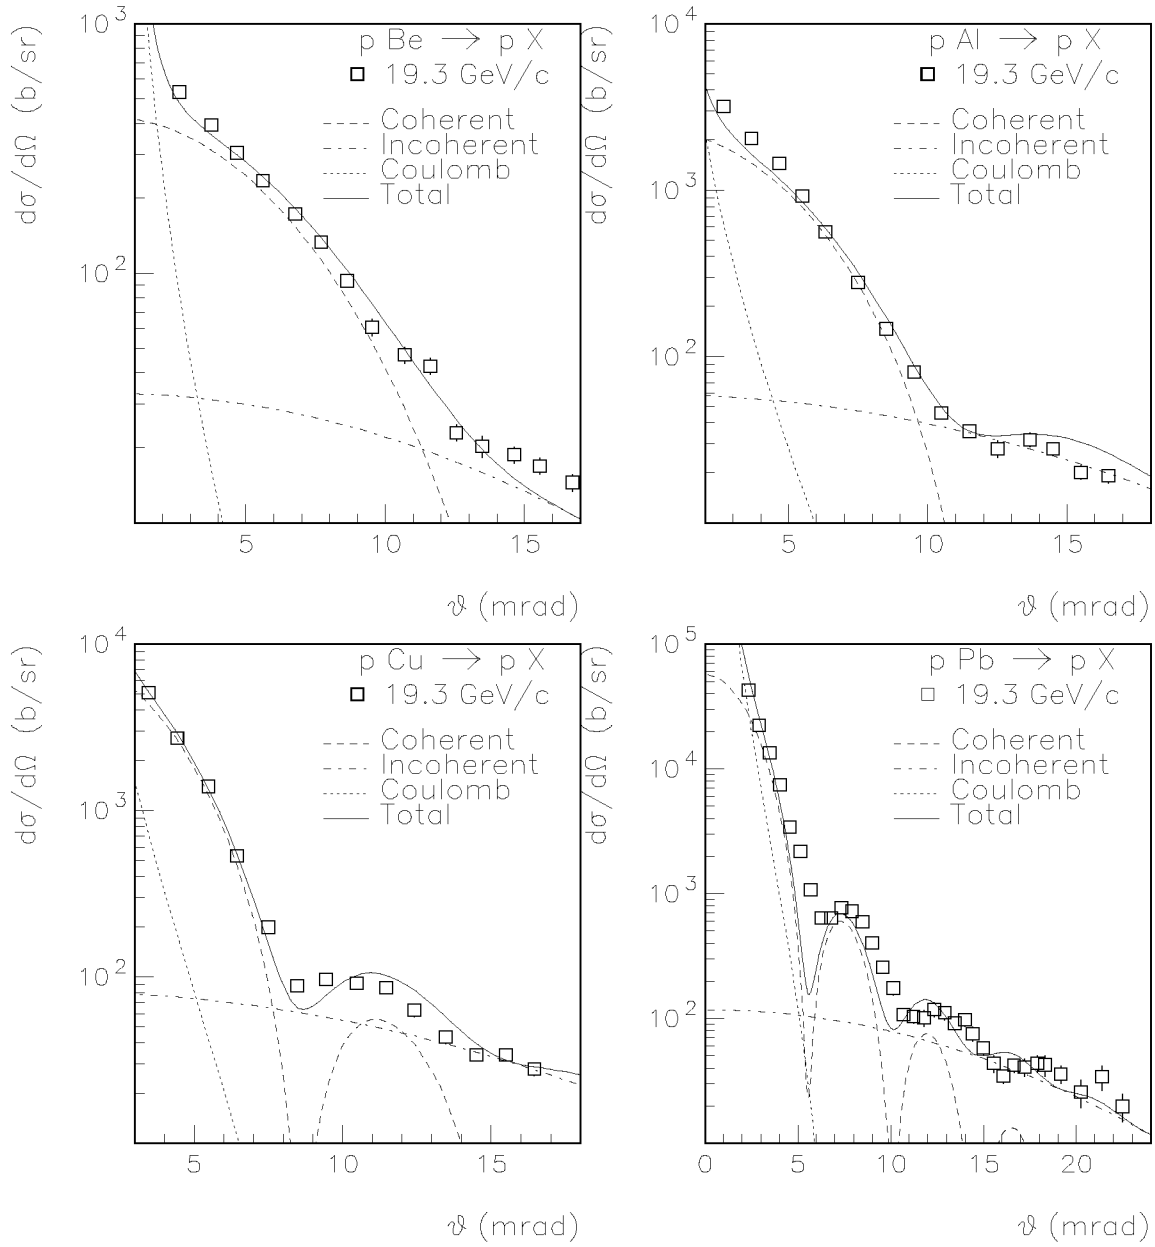 p Be → p X
19.3 GeV/c
Coherent
Incoherent
Coulomb
Total
dσ/dΩ (b/sr)
10³
10²
5 10 15
ϑ (mrad)
p Al → p X
19.3 GeV/c
Coherent
Incoherent
Coulomb
Total
dσ/dΩ (b/sr)
10⁴
10³
10²
5 10 15
ϑ (mrad)
p Cu → p X
19.3 GeV/c
Coherent
Incoherent
Coulomb
Total
dσ/dΩ (b/sr)
10⁴
10³
10²
5 10 15
ϑ (mrad)
p Pb → p X
19.3 GeV/c
Coherent
Incoherent
Coulomb
Total
dσ/dΩ (b/sr)
10⁵
10⁴
10³
10²
0 5 10 15 20
ϑ (mrad)